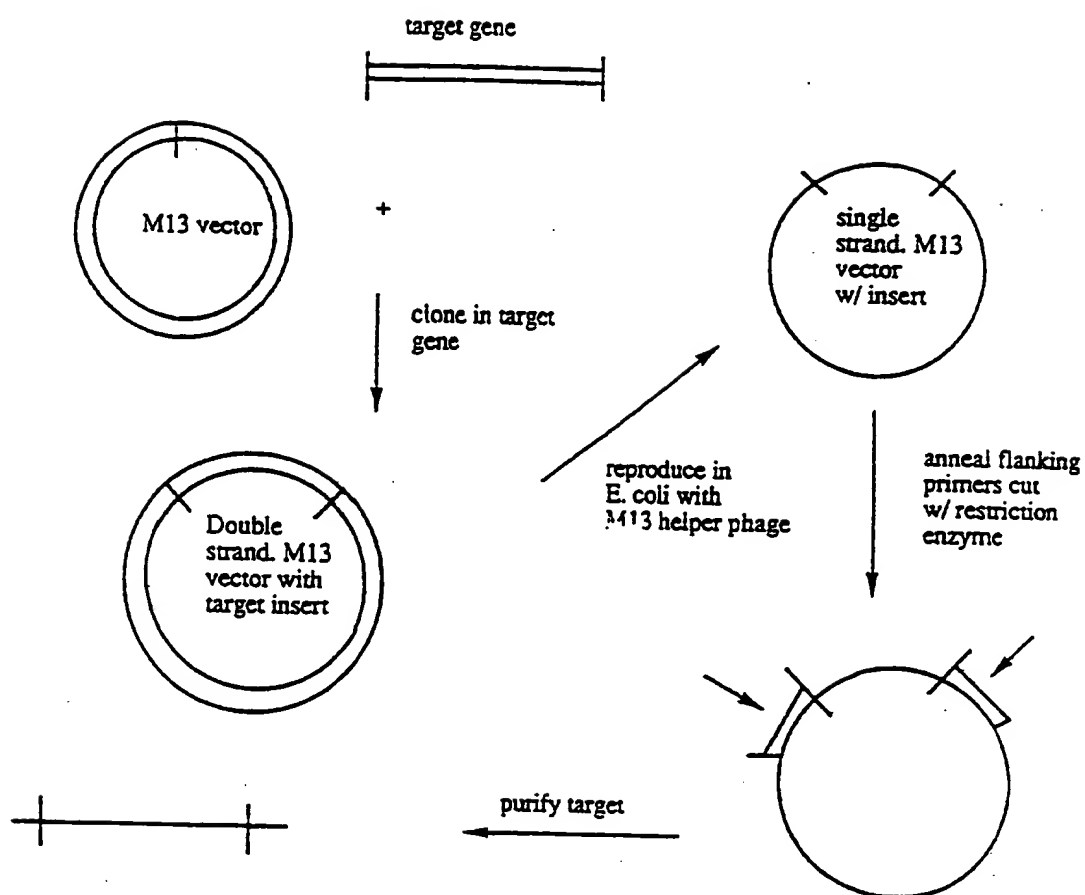 target gene
M13 vector
+
clone in target
gene
Double
strand. M13
vector with
target insert
reproduce in
E. coli with
M13 helper phage
single
strand. M13
vector
w/ insert
anneal flanking
primers cut
w/ restriction
enzyme
purify target